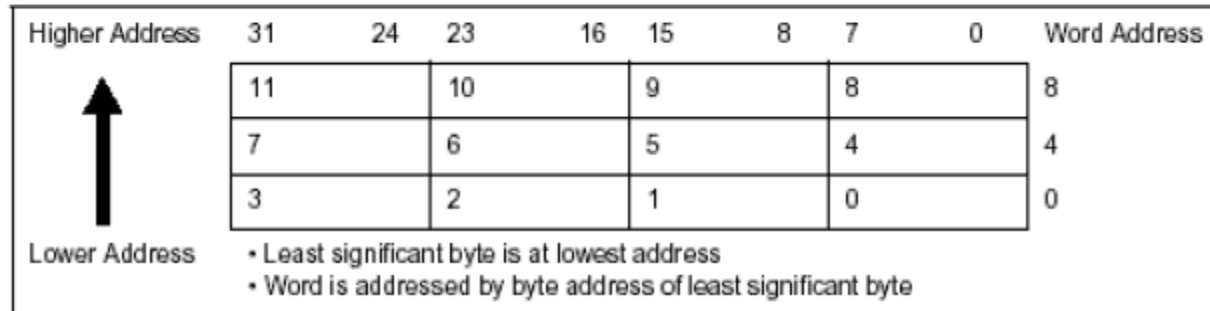 Higher Address 31 24 23 16 15 8 7 0 Word Address
11 10 9 8 8
7 6 5 4 4
3 2 1 0 0
Lower Address • Least significant byte is at lowest address
• Word is addressed by byte address of least significant byte